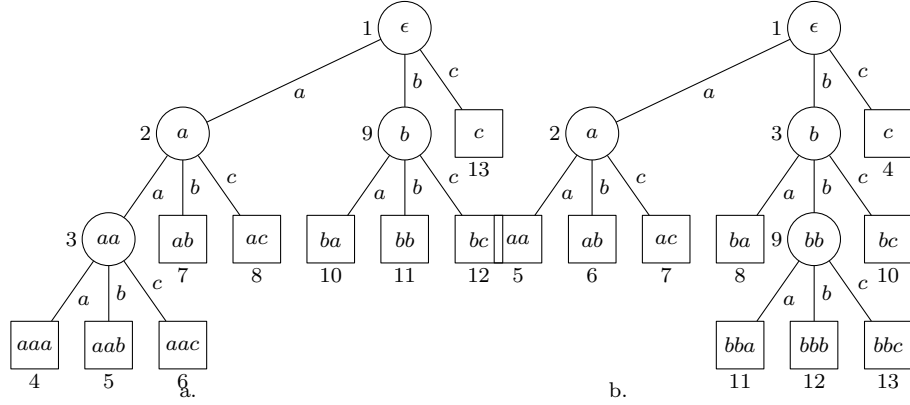 1 ϵ 1 ϵ
a b c a b c
2 a 9 b c 2 a 3 b c
13 4
a b c a b c a b c a b c
3 aa ab ac ba bb bc aa ab ac ba 9 bb bc
7 8 10 11 12 5 6 7 8 10
a b c a b c
aaa aab aac bba bbb bbc
4 5 6 11 12 13
a. b.